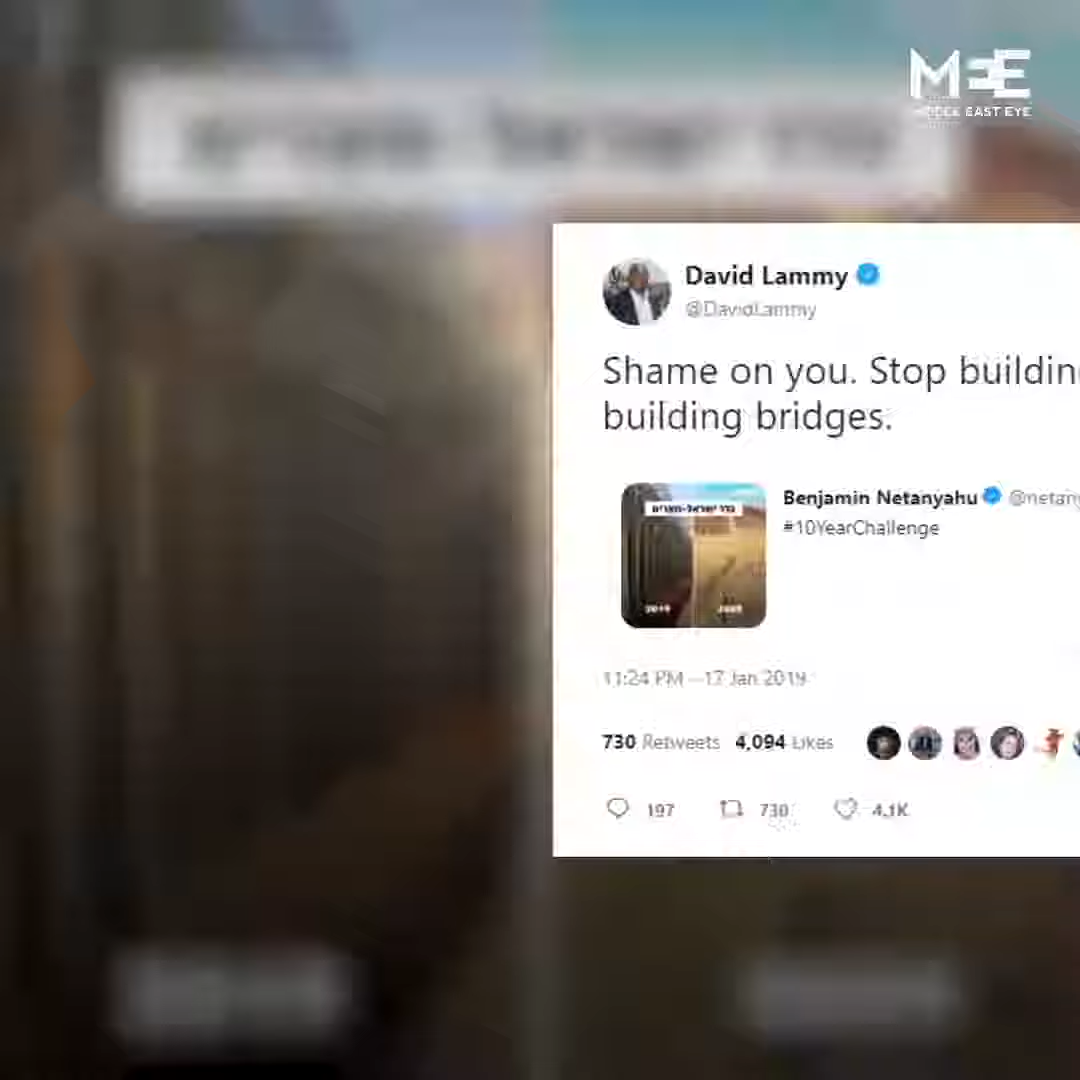 MEE
MIDDLE EAST EYE
David Lammy
@DavidLammy
Shame on you. Stop buildin
building bridges.
Benjamin Netanyahu @netany
#10YearChallenge
11:24 PM - 17 Jan 2019
730 Retweets 4,094 Likes
197 730 4.1K